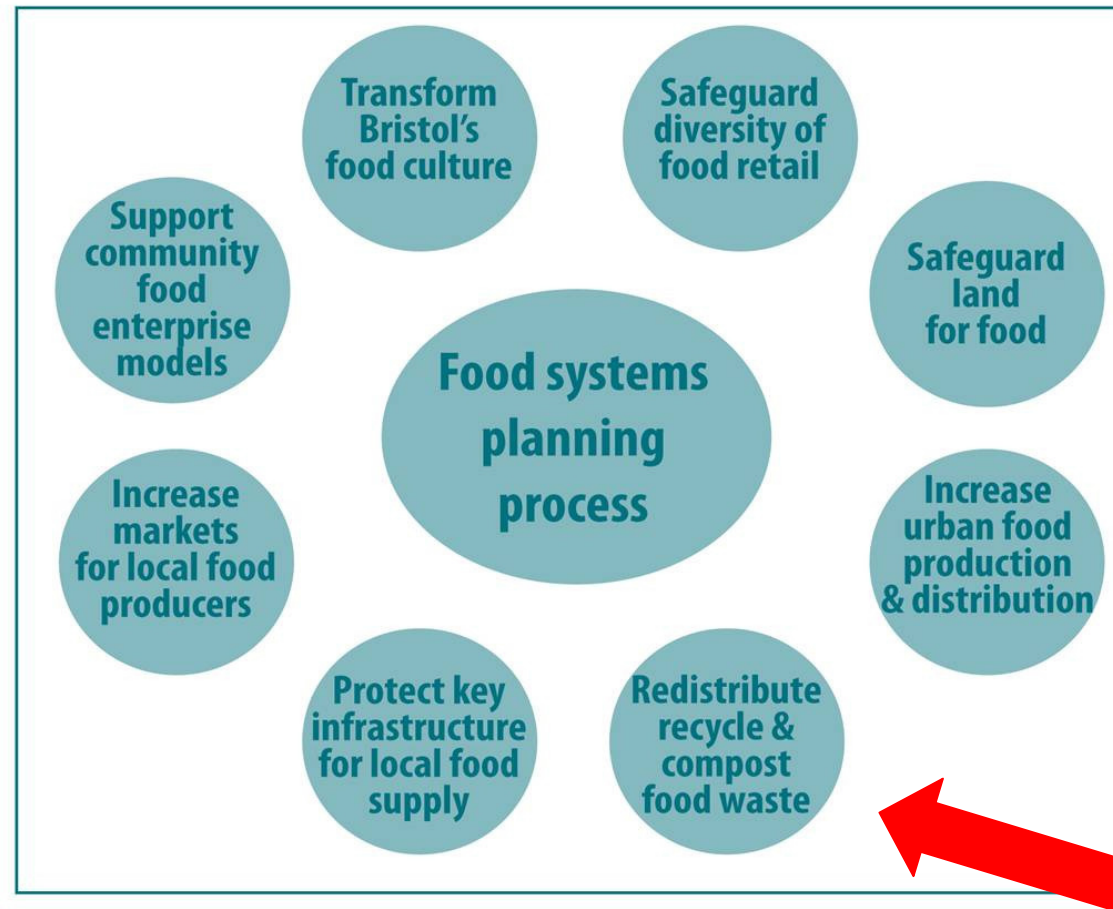 Transform
Bristol’s
food culture
Safeguard
diversity of
food retail
Support
community
food
enterprise
models
Safeguard
land
for food
Food systems
planning
process
Increase
markets
for local food
producers
Increase
urban food
production
& distribution
Protect key
infrastructure
for local food
supply
Redistribute
recycle &
compost
food waste